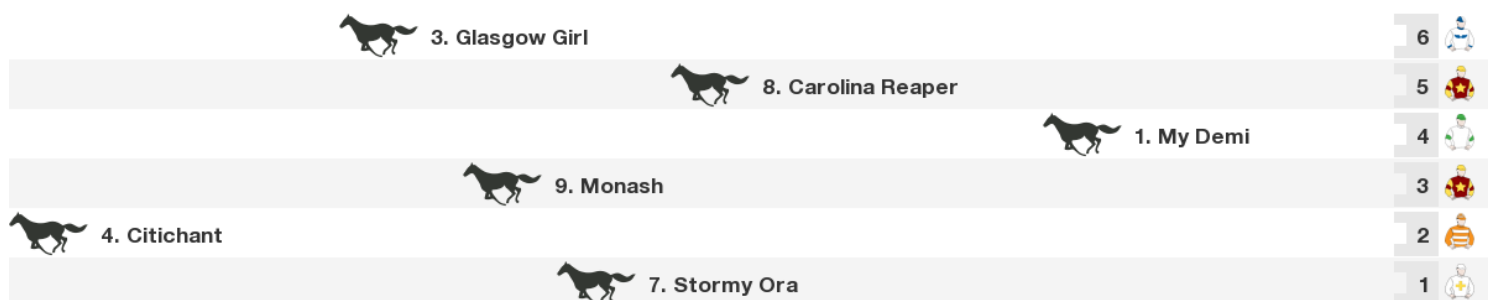 3. Glasgow Girl 6
8. Carolina Reaper 5
1. My Demi 4
9. Monash 3
4. Citichant 2
7. Stormy Ora 1